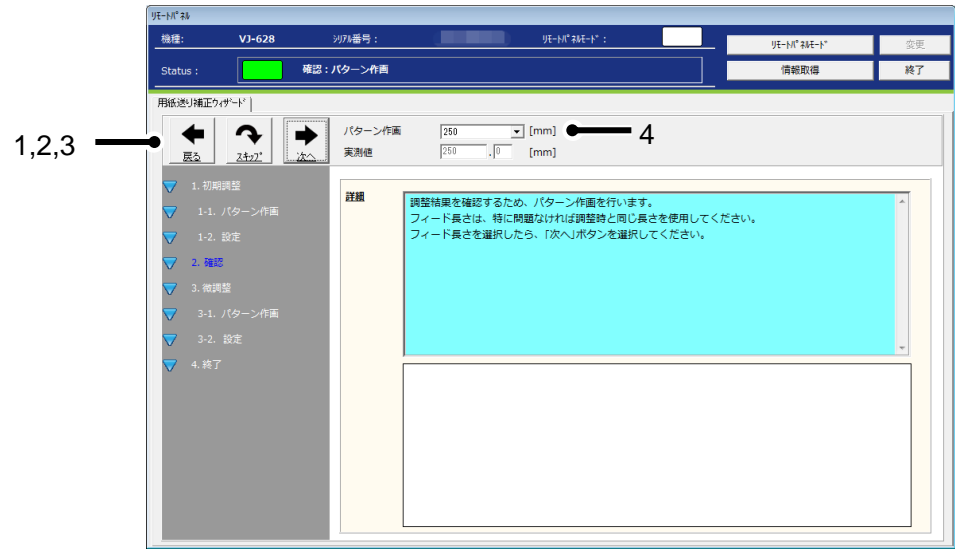 ﾘﾓｰﾄﾊﾟﾈﾙ
機種: VJ-628 ｼﾘｱﾙ番号： ﾘﾓｰﾄﾊﾟﾈﾙﾓｰﾄﾞ：
ﾘﾓｰﾄﾊﾟﾈﾙﾓｰﾄﾞ 変更
Status： 確認：パターン作画
情報取得 終了
用紙送り補正ｳｨｻﾞｰﾄﾞ
戻る ｽｷｯﾌﾟ 次へ
パターン作画 250 [mm]
実測値 250 . 0 [mm]
1,2,3
4
1. 初期調整
1-1. パターン作画
1-2. 設定
2. 確認
3. 微調整
3-1. パターン作画
3-2. 設定
4. 終了
詳細
調整結果を確認するため、パターン作画を行います。
フィード長さは、特に問題なければ調整時と同じ長さを使用してください。
フィード長さを選択したら、「次へ」ボタンを選択してください。